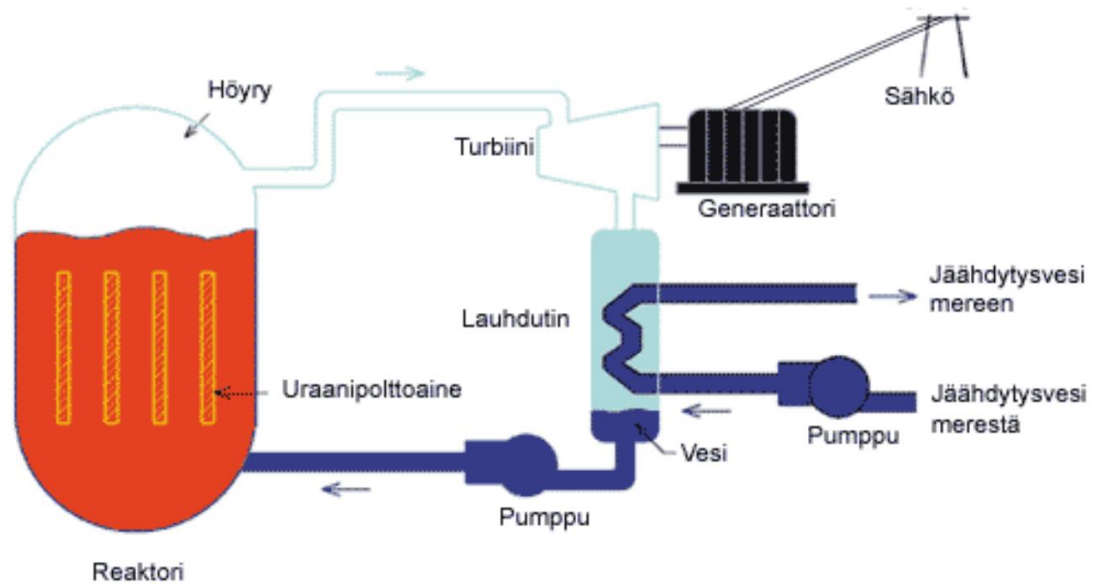 Höyry
Sähkö
Turbiini
Generaattori
Jäähdytysvesi
mereen
Lauhdutin
Uraanipolttoaine
Jäähdytysvesi
merestä
Pumppu
Vesi
Pumppu
Reaktori